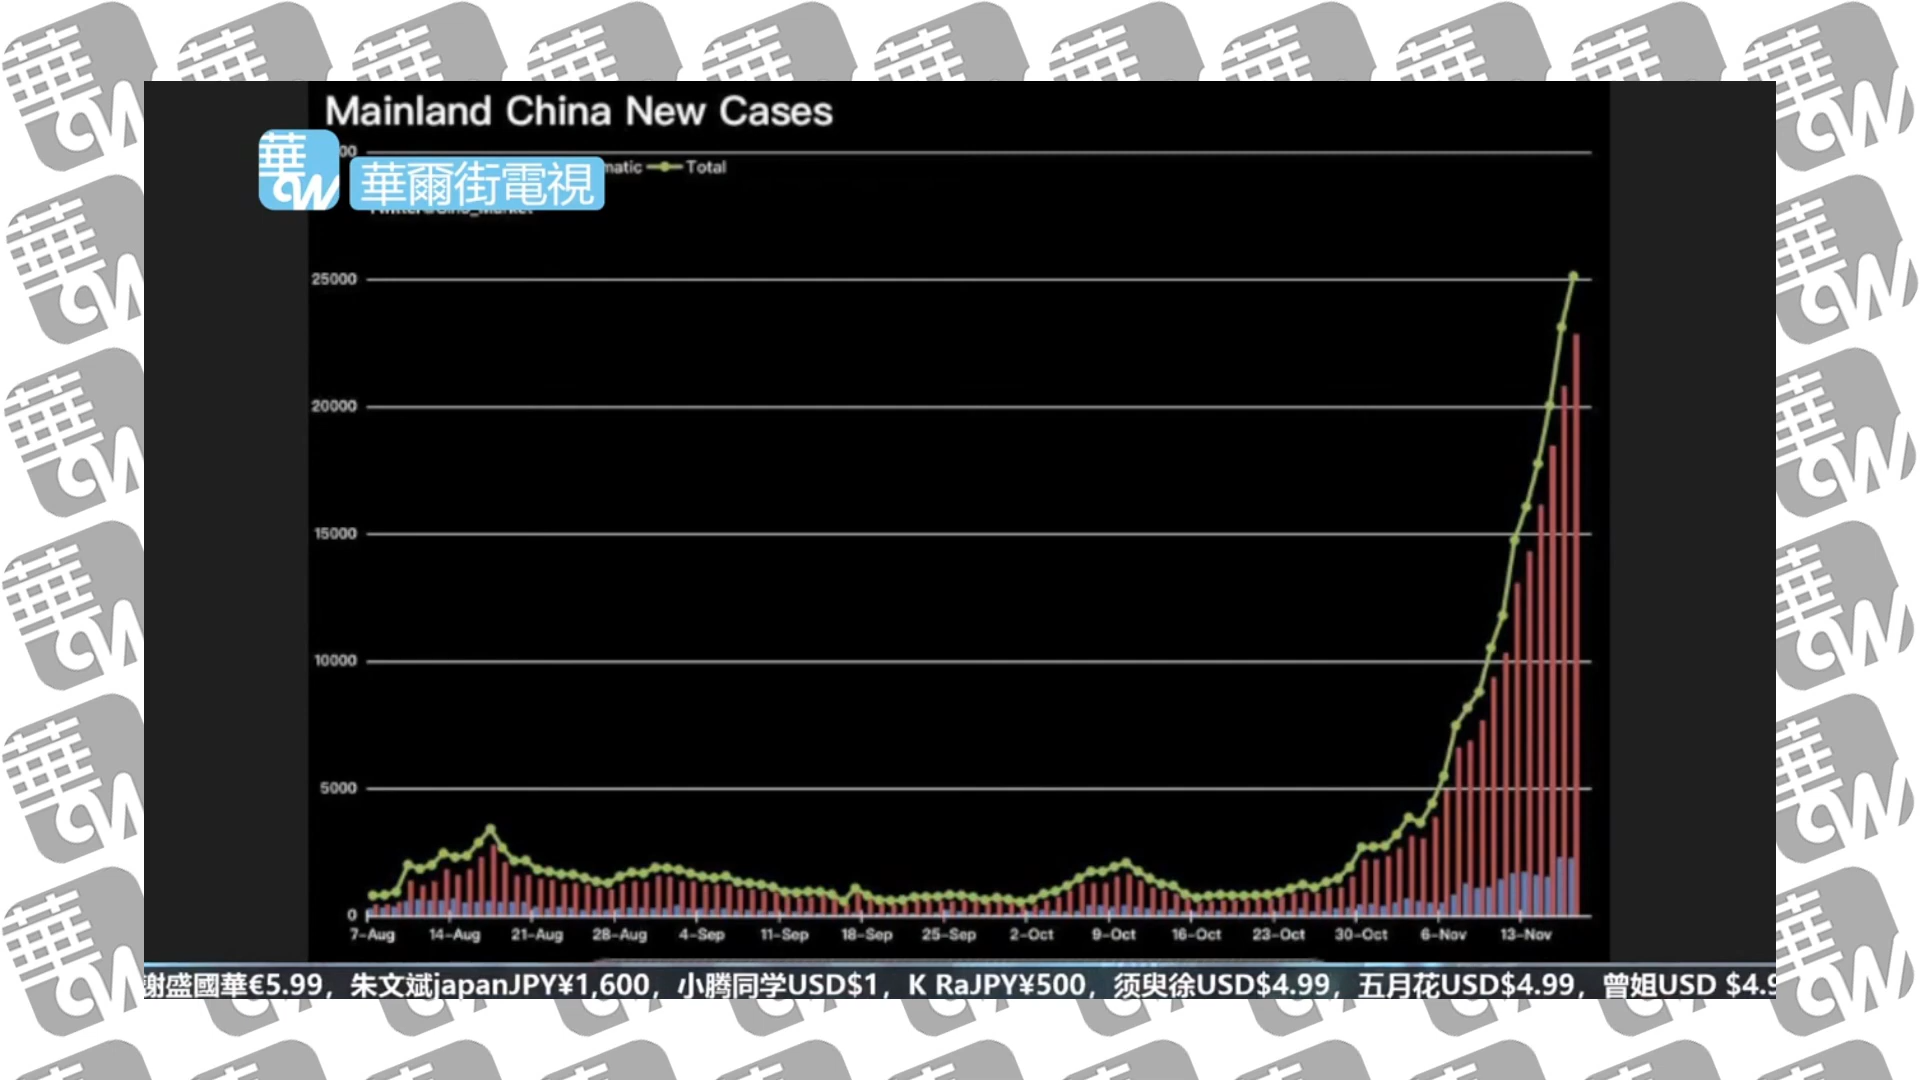 Mainland China New Cases
華
華爾街電視
matic Total
25000
20000
15000
10000
5000
0
7-Aug 14-Aug 21-Aug 28-Aug 4-Sep 11-Sep 18-Sep 25-Sep 2-Oct 9-Oct 16-Oct 23-Oct 30-Oct 6-Nov 13-Nov
謝盛國華€5.99，朱文斌japanJPY¥1,600，小腾同学USD$1，K RaJPY¥500，须臾徐USD$4.99，五月花USD$4.99，曾姐USD $4.9